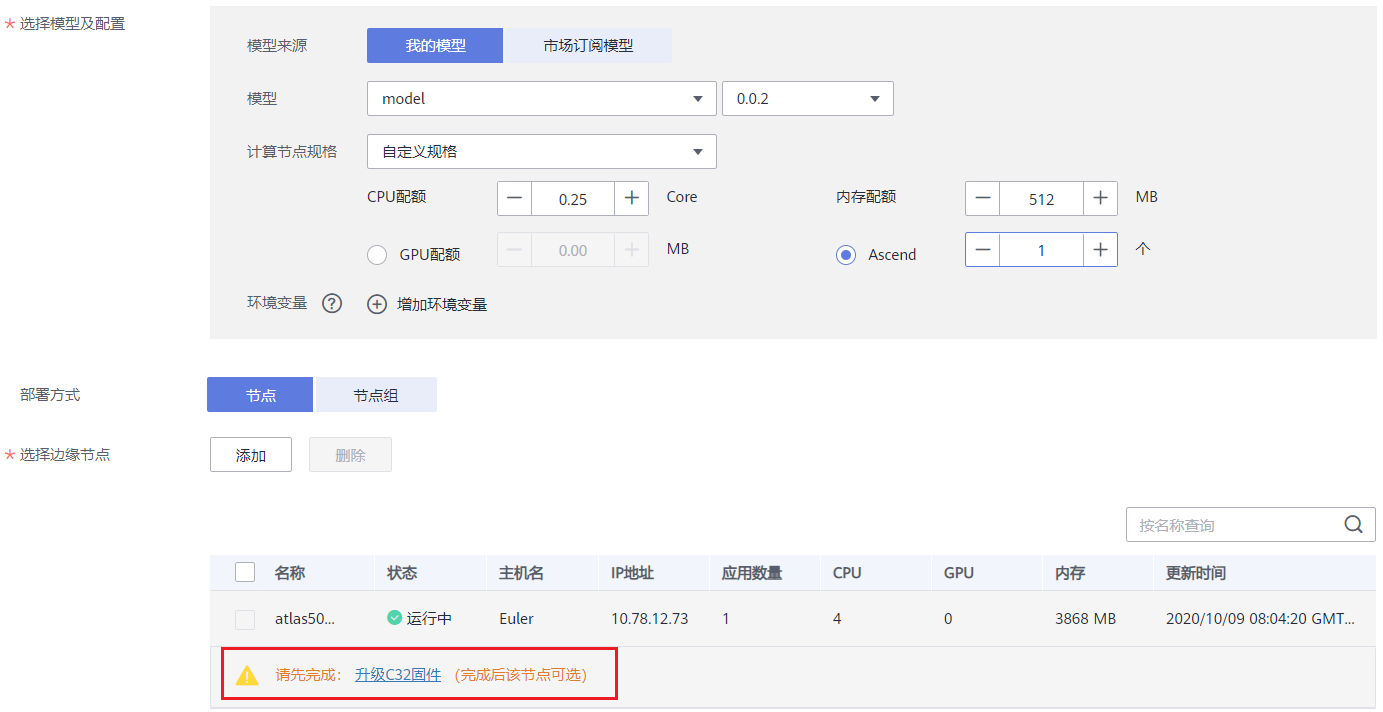 * 选择模型及配置
模型来源 我的模型 市场订阅模型
模型 model 0.0.2
计算节点规格 自定义规格
CPU配额 0.25 Core 内存配额 512 MB
GPU配额 0.00 MB Ascend 1 个
环境变量 ? 增加环境变量
部署方式 节点 节点组
* 选择边缘节点 添加 删除
按名称查询
名称 状态 主机名 IP地址 应用数量 CPU GPU 内存 更新时间
atlas50... 运行中 Euler 10.78.12.73 1 4 0 3868 MB 2020/10/09 08:04:20 GMT...
请先完成： 升级C32固件 (完成后该节点可选)